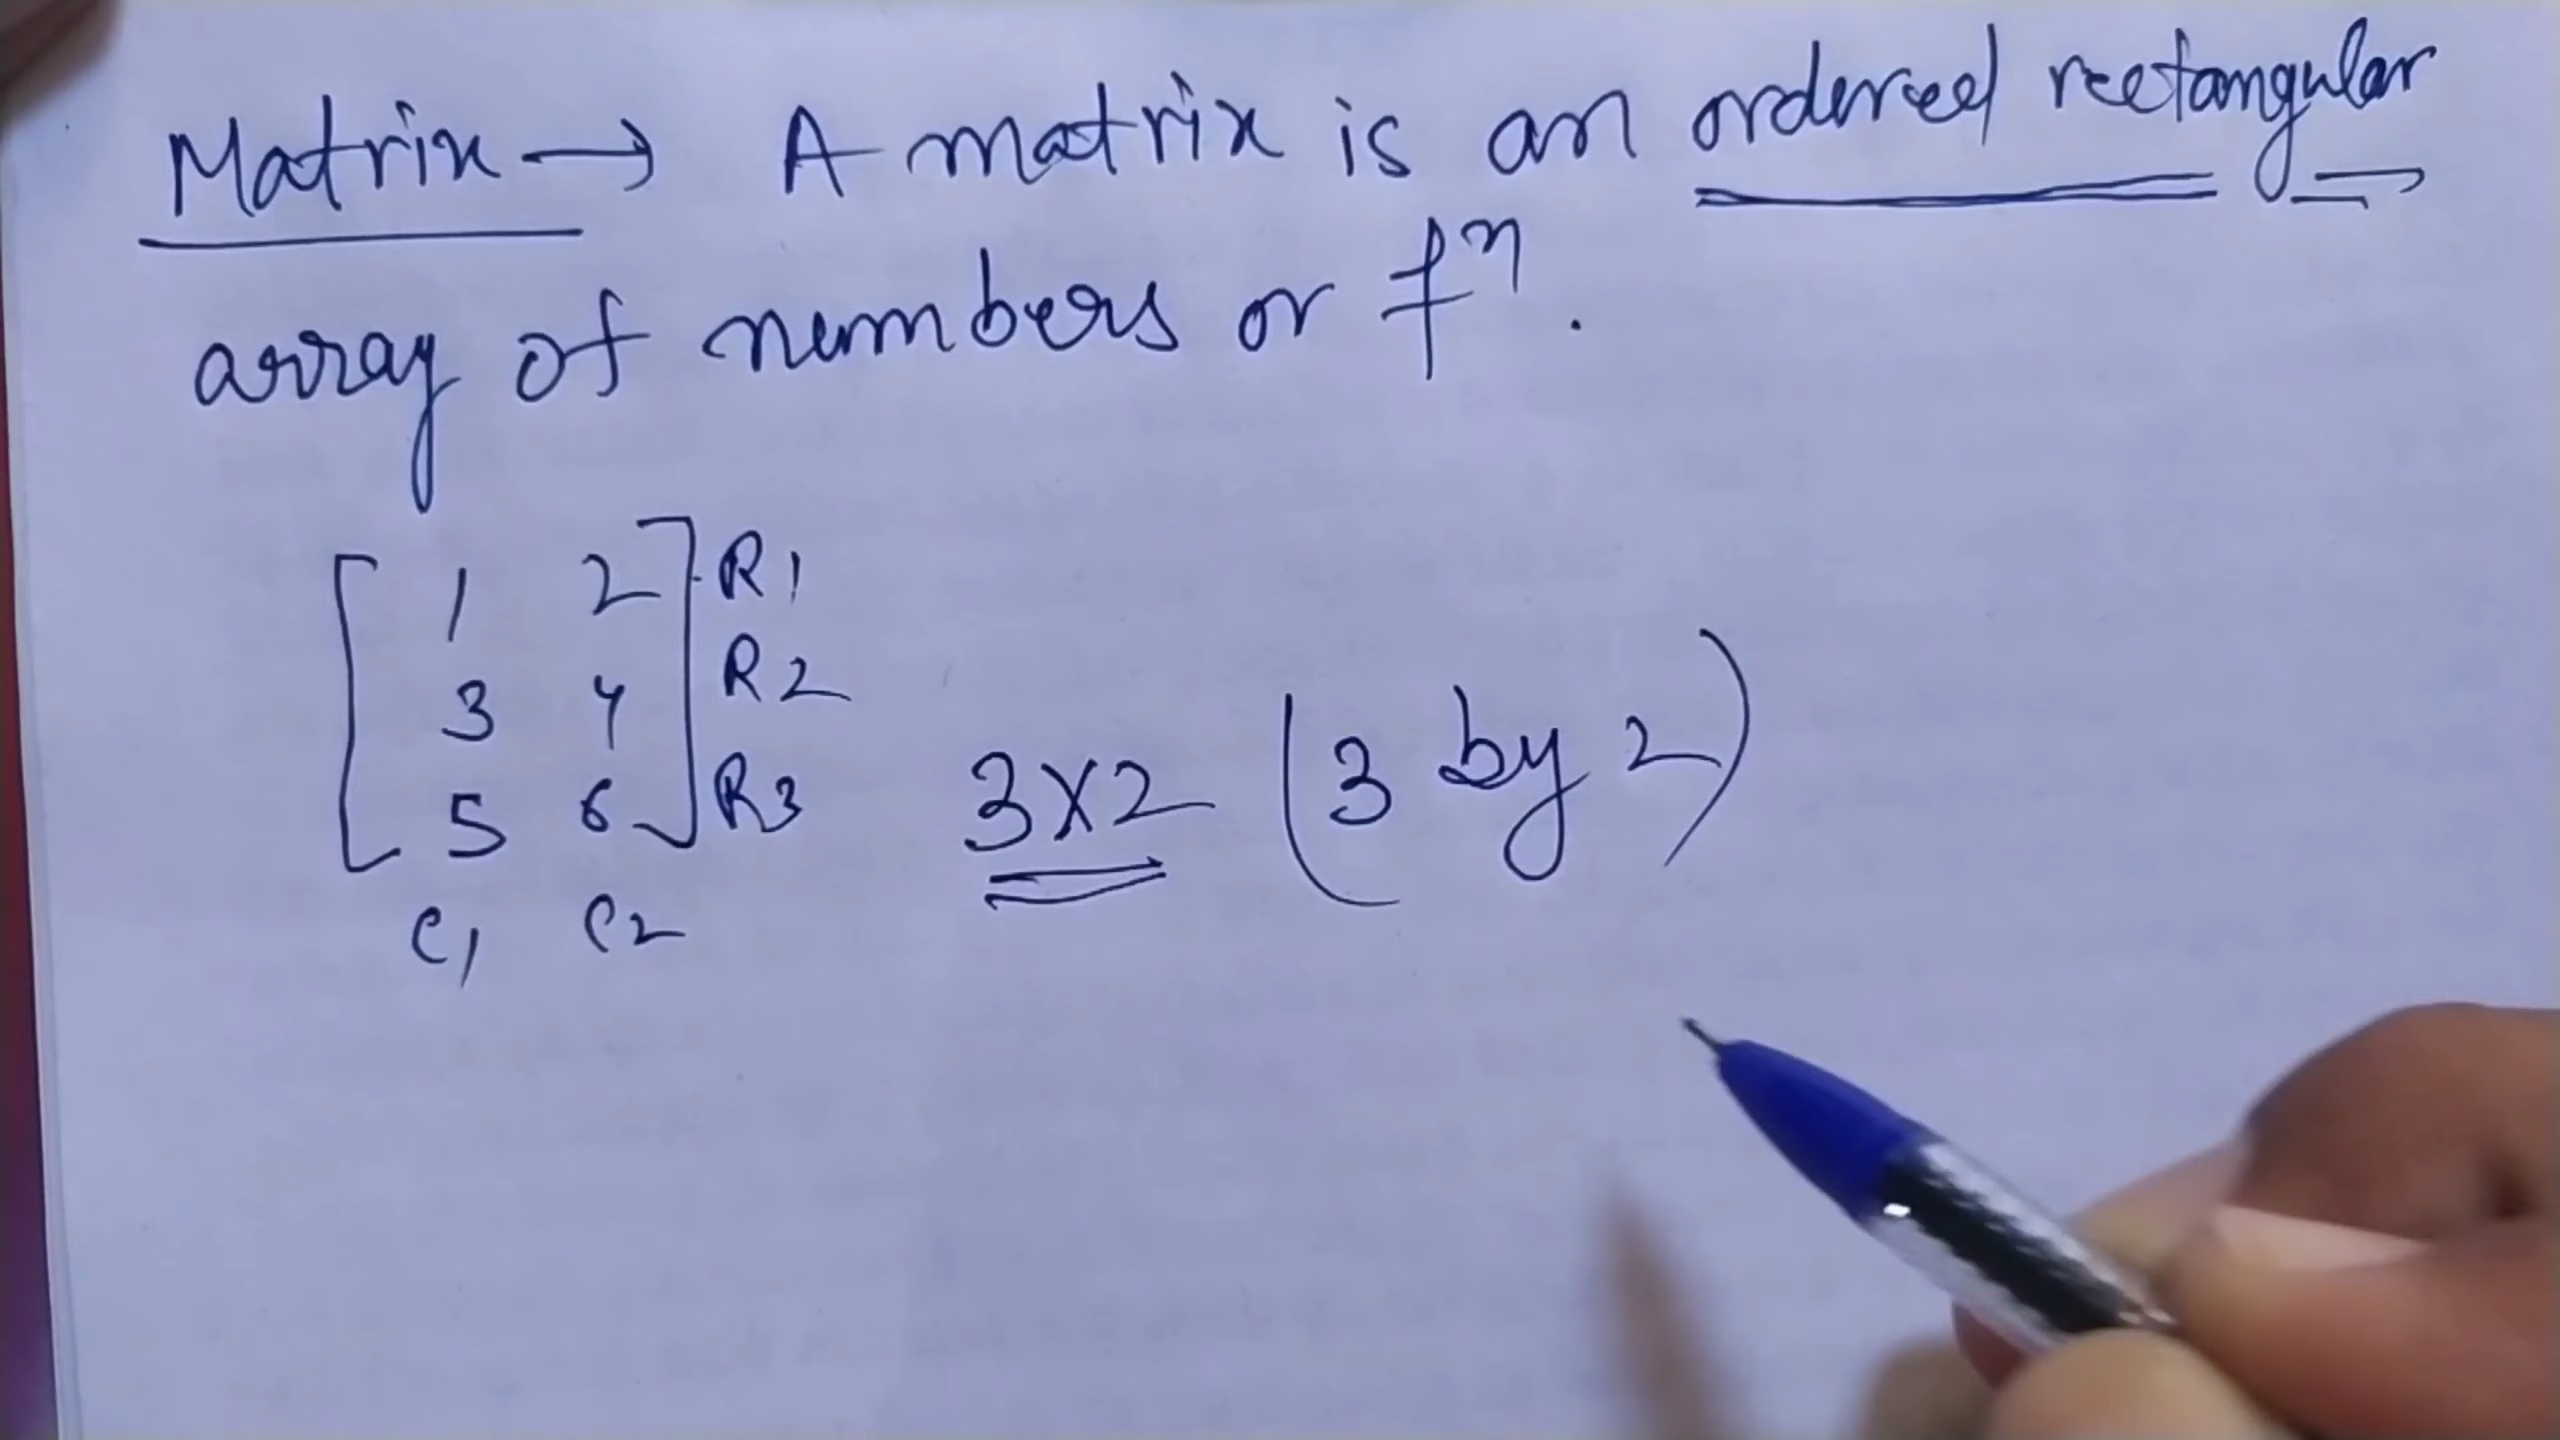 Matrix → A matrix is an ordered rectangular
array of numbers or fⁿ.
[ 1 2 ] R1
[ 3 4 ] R2
[ 5 6 ] R3
C1 C2
3×2 (3 by 2)